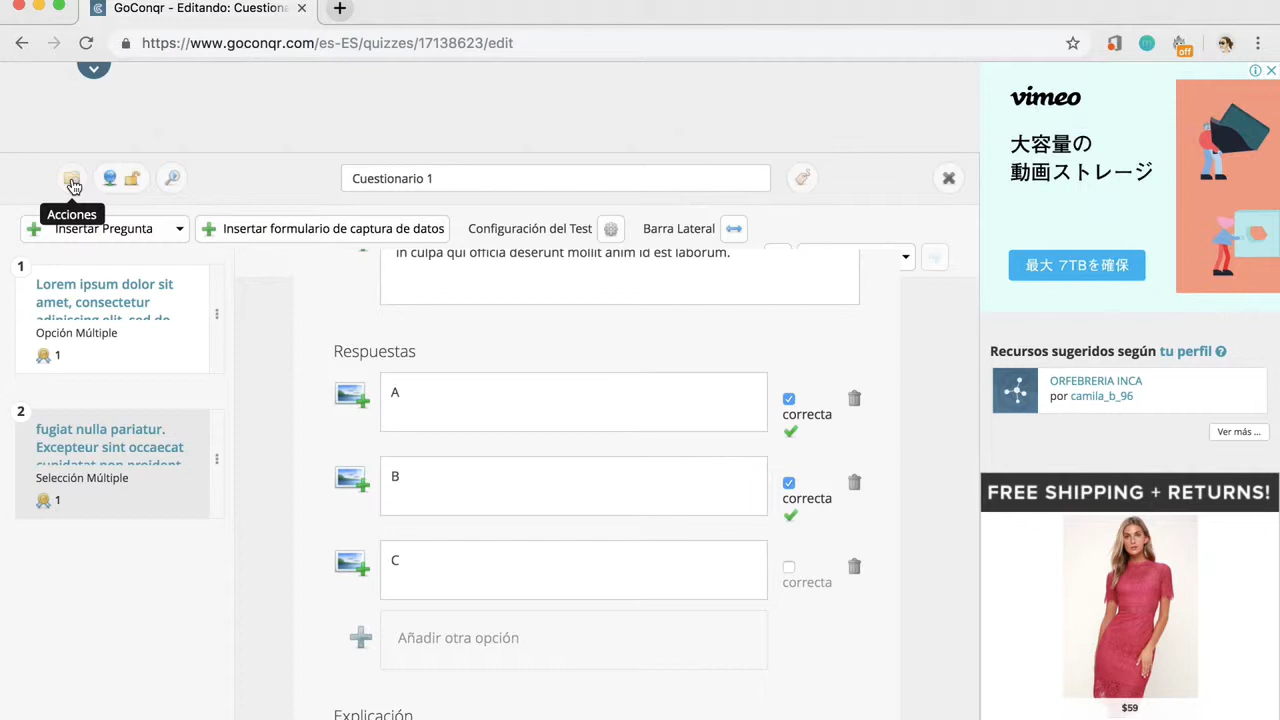 GoConqr - Editando: Cuestione
https://www.goconqr.com/es-ES/quizzes/17138623/edit
off
Cuestionario 1
Acciones
Insertar Pregunta
Insertar formulario de captura de datos
Configuración del Test
Barra Lateral
in culpa qui officia deserunt mollit anim id est laborum.
1
Lorem ipsum dolor sit
amet, consectetur
adipiscing elit, sed do
Opción Múltiple
1
2
fugiat nulla pariatur.
Excepteur sint occaecat
cupidatat non proident
Selección Múltiple
1
Respuestas
A
correcta
B
correcta
C
correcta
Añadir otra opción
Explicación
vimeo
大容量の
動画ストレージ
最大 7TBを確保
Recursos sugeridos según tu perfil
ORFEBRERIA INCA
por camila_b_96
Ver más ...
FREE SHIPPING + RETURNS!
$59